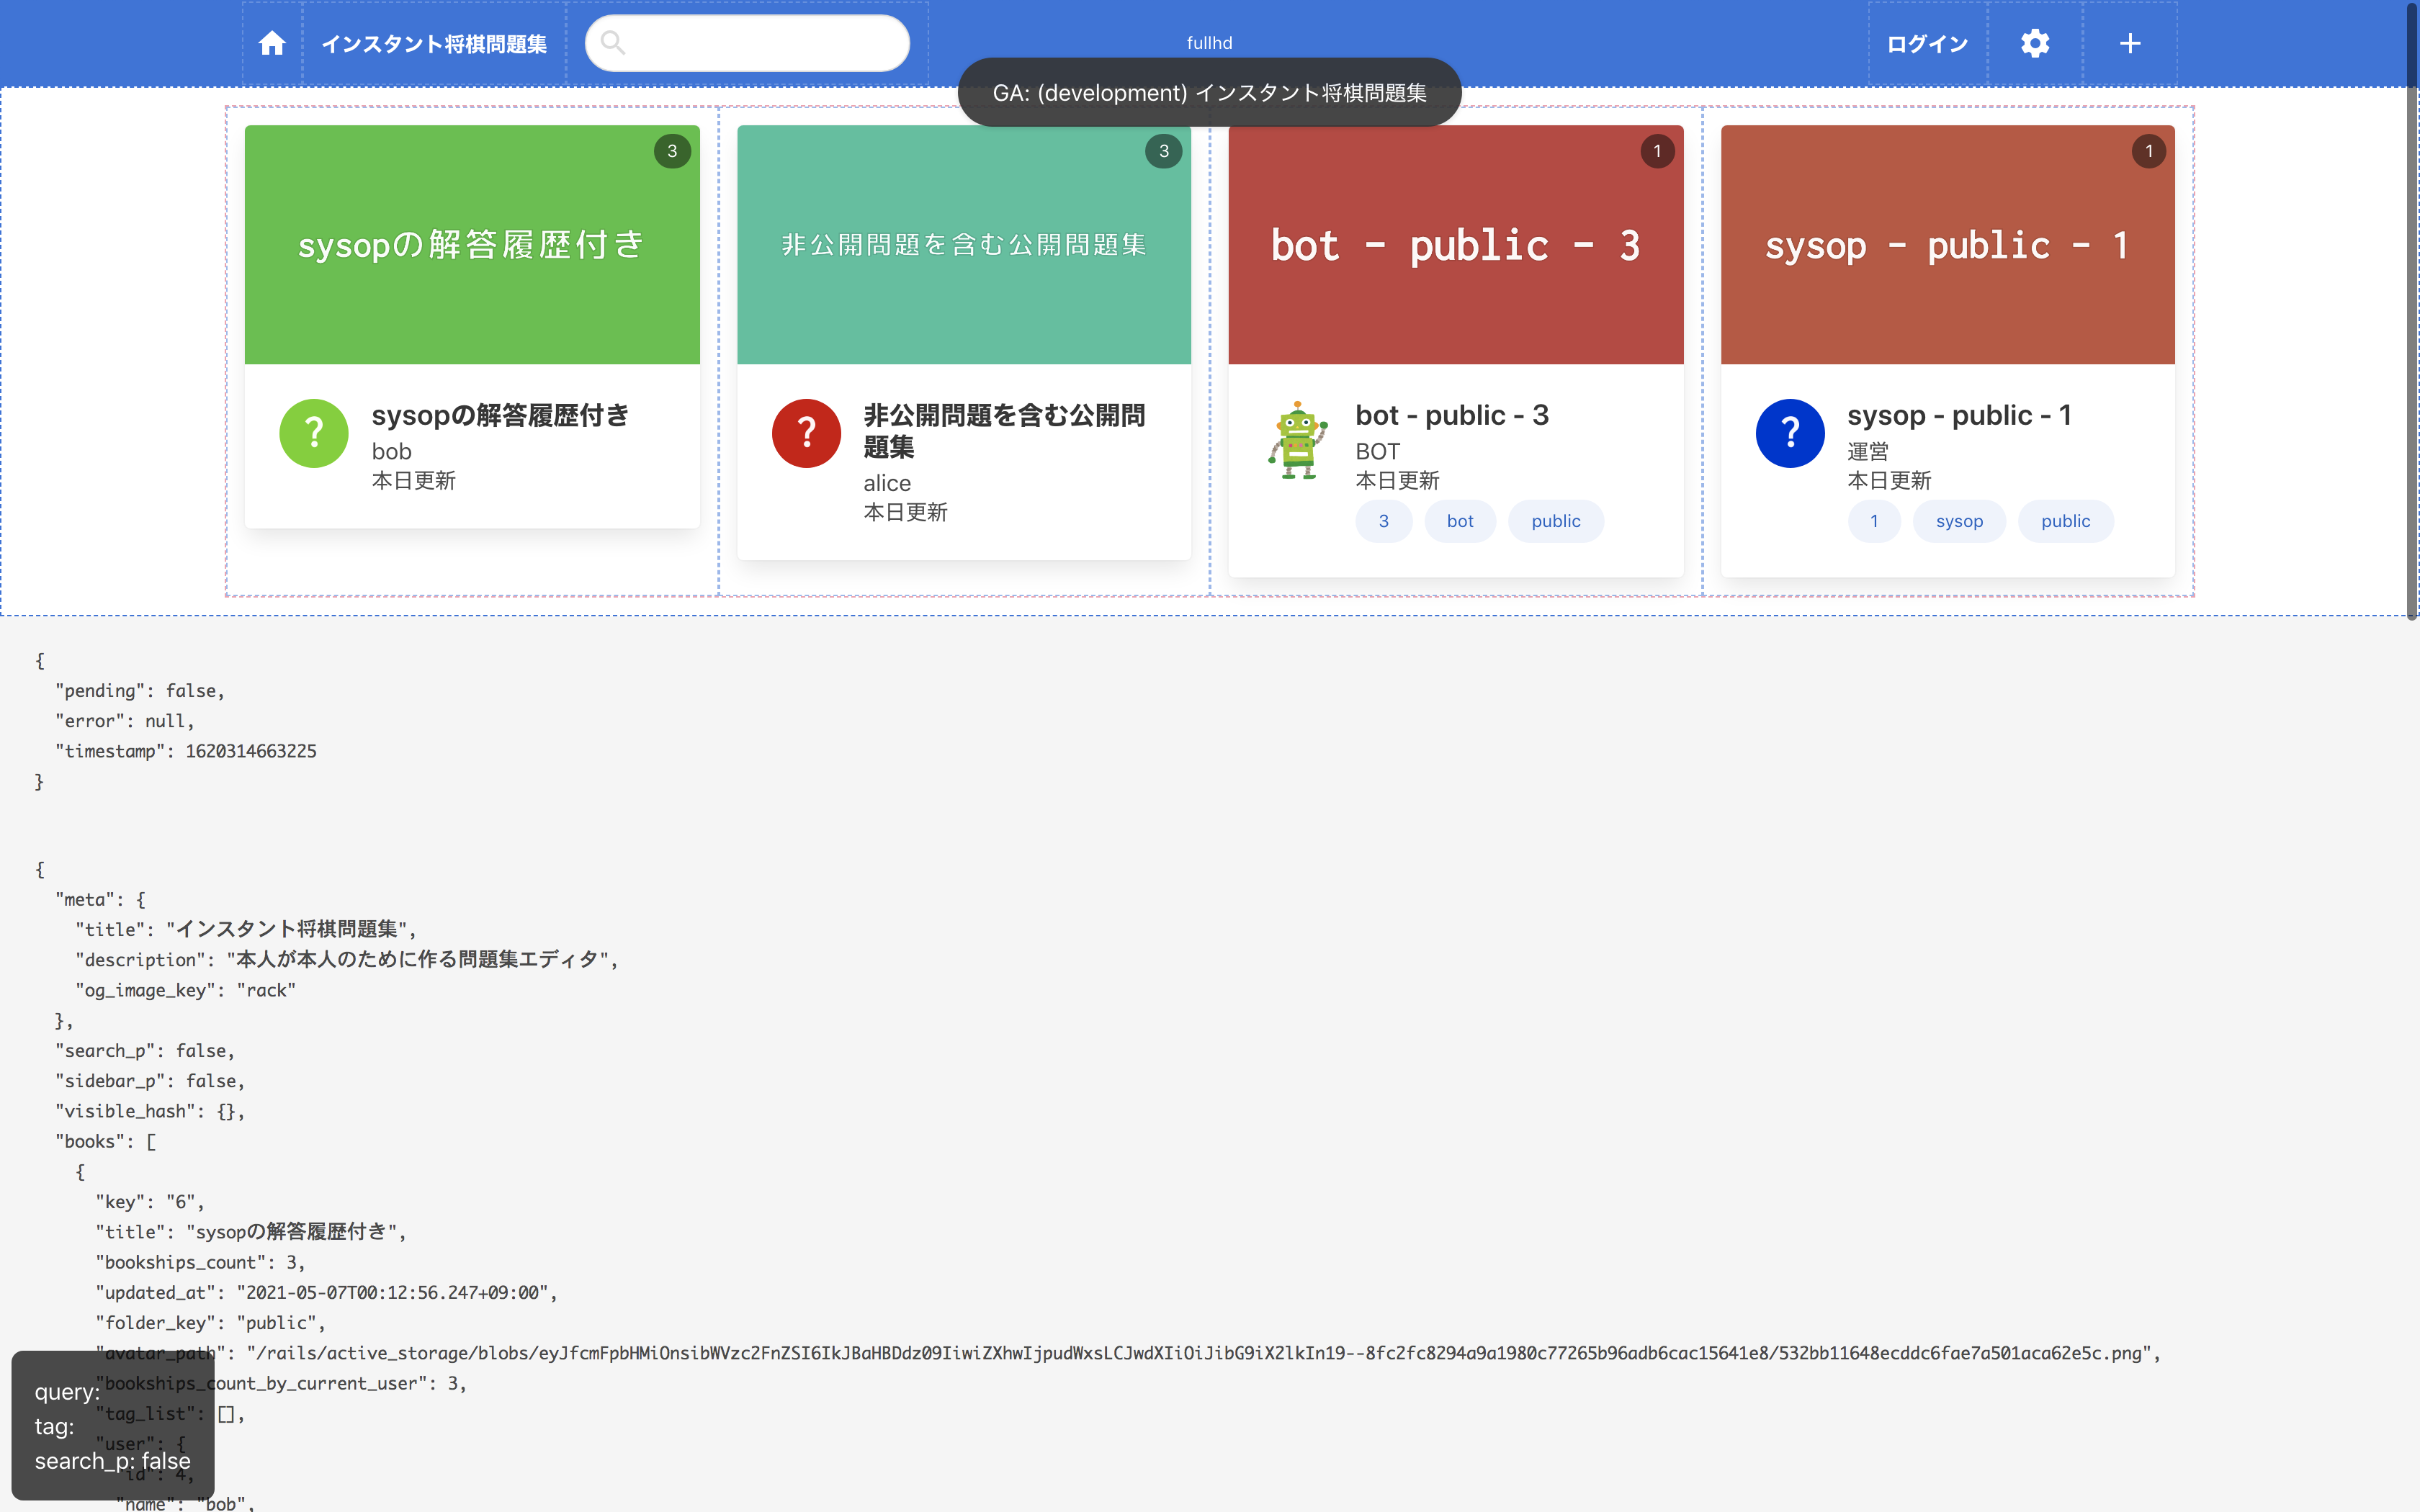 インスタント将棋問題集
fullhd
ログイン
GA: (development) インスタント将棋問題集
3
sysopの解答履歴付き
sysopの解答履歴付き
bob
本日更新
3
非公開問題を含む公開問題集
非公開問題を含む公開問
題集
alice
本日更新
1
bot - public - 3
bot - public - 3
BOT
本日更新
3 bot public
1
sysop - public - 1
sysop - public - 1
運営
本日更新
1 sysop public
{
"pending": false,
"error": null,
"timestamp": 1620314663225
}
{
"meta": {
"title": "インスタント将棋問題集",
"description": "本人が本人のために作る問題集エディタ",
"og_image_key": "rack"
},
"search_p": false,
"sidebar_p": false,
"visible_hash": {},
"books": [
{
"key": "6",
"title": "sysopの解答履歴付き",
"bookships_count": 3,
"updated_at": "2021-05-07T00:12:56.247+09:00",
"folder_key": "public",
"avatar_path": "/rails/active_storage/blobs/eyJfcmFpbHMiOnsibWVzc2FnZSI6IkJBaHBDdz09IiwiZXhwIjpudWxsLCJwdXIiOiJibG9iX2lkIn19--8fc2fc8294a9a1980c77265b96adb6cac15641e8/532bb11648ecddc6fae7a501aca62e5c.png",
"bookships_count_by_current_user": 3,
"tag_list": [],
"user": {
"id": 4,
"name": "bob",
query:
tag:
search_p: false